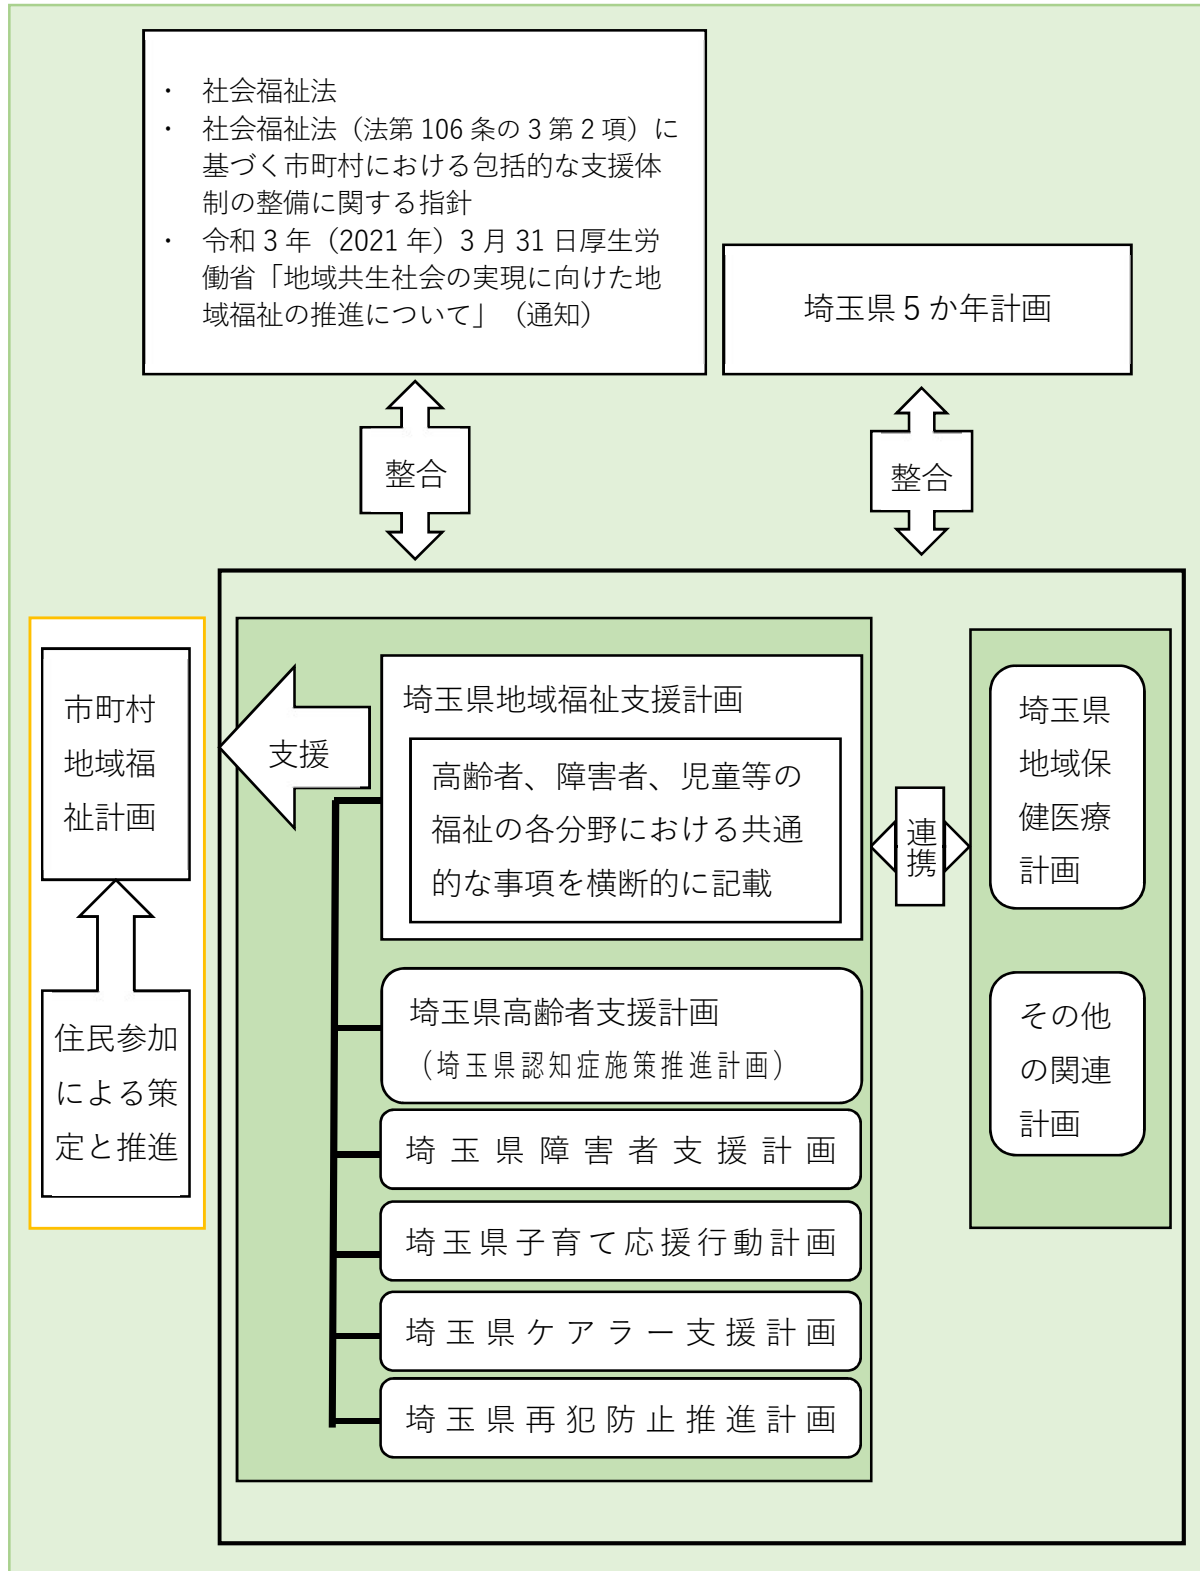 ・ 社会福祉法
・ 社会福祉法（法第 106 条の 3 第 2 項）に
基づく市町村における包括的な支援体
制の整備に関する指針
・ 令和 3 年（2021 年）3 月 31 日厚生労
働省「地域共生社会の実現に向けた地
域福祉の推進について」（通知）
埼玉県 5 か年計画
整合
整合
市町村
地域福
祉計画
住民参加
による策
定と推進
支援
埼玉県地域福祉支援計画
高齢者、障害者、児童等の
福祉の各分野における共通
的な事項を横断的に記載
埼玉県高齢者支援計画
（埼玉県認知症施策推進計画）
埼玉県障害者支援計画
埼玉県子育て応援行動計画
埼玉県ケアラー支援計画
埼玉県再犯防止推進計画
連携
埼玉県
地域保
健医療
計画
その他
の関連
計画